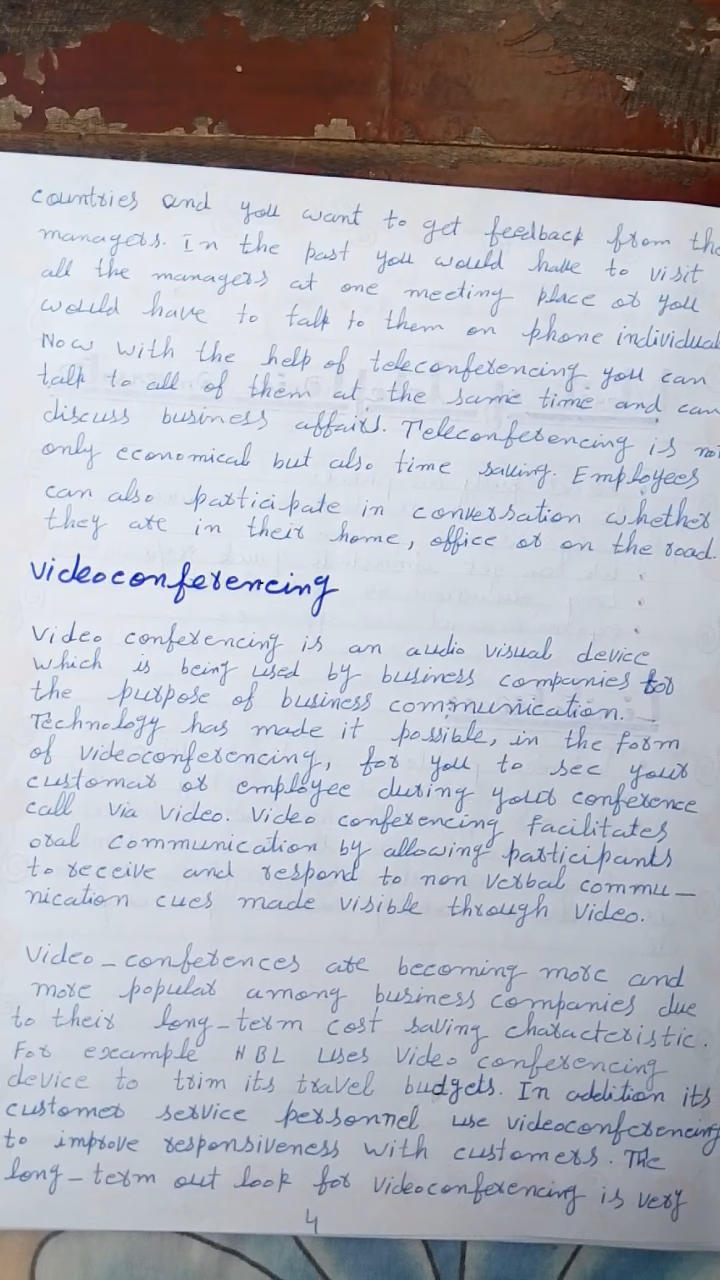 countries and you want to get feedback from the
managers. In the past you would have to visit
all the managers at one meeting place or you
would have to talk to them on phone individual
Now with the help of teleconferencing you can
talk to all of them at the same time and can
discuss business affairs. Teleconferencing is not
only economical but also time saving. Employees
can also participate in conversation whether
they are in their home, office or on the road.
videoconferencing
Video conferencing is an audio visual device
which is being used by business companies for
the purpose of business communication.
Technology has made it possible, in the form
of videoconferencing, for you to see your
customar or employee during your conference
call via video. Video conferencing facilitates
oral communication by allowing participants
to receive and respond to non verbal commu-
nication cues made visible through video.
Video-conferences are becoming more and
more popular among business companies due
to their long-term cost saving characteristic.
For example HBL uses video conferencing
device to trim its travel budgets. In addition its
customer service personnel use videoconferencing
to improve responsiveness with customers. The
long-term out look for videoconferencing is very
4